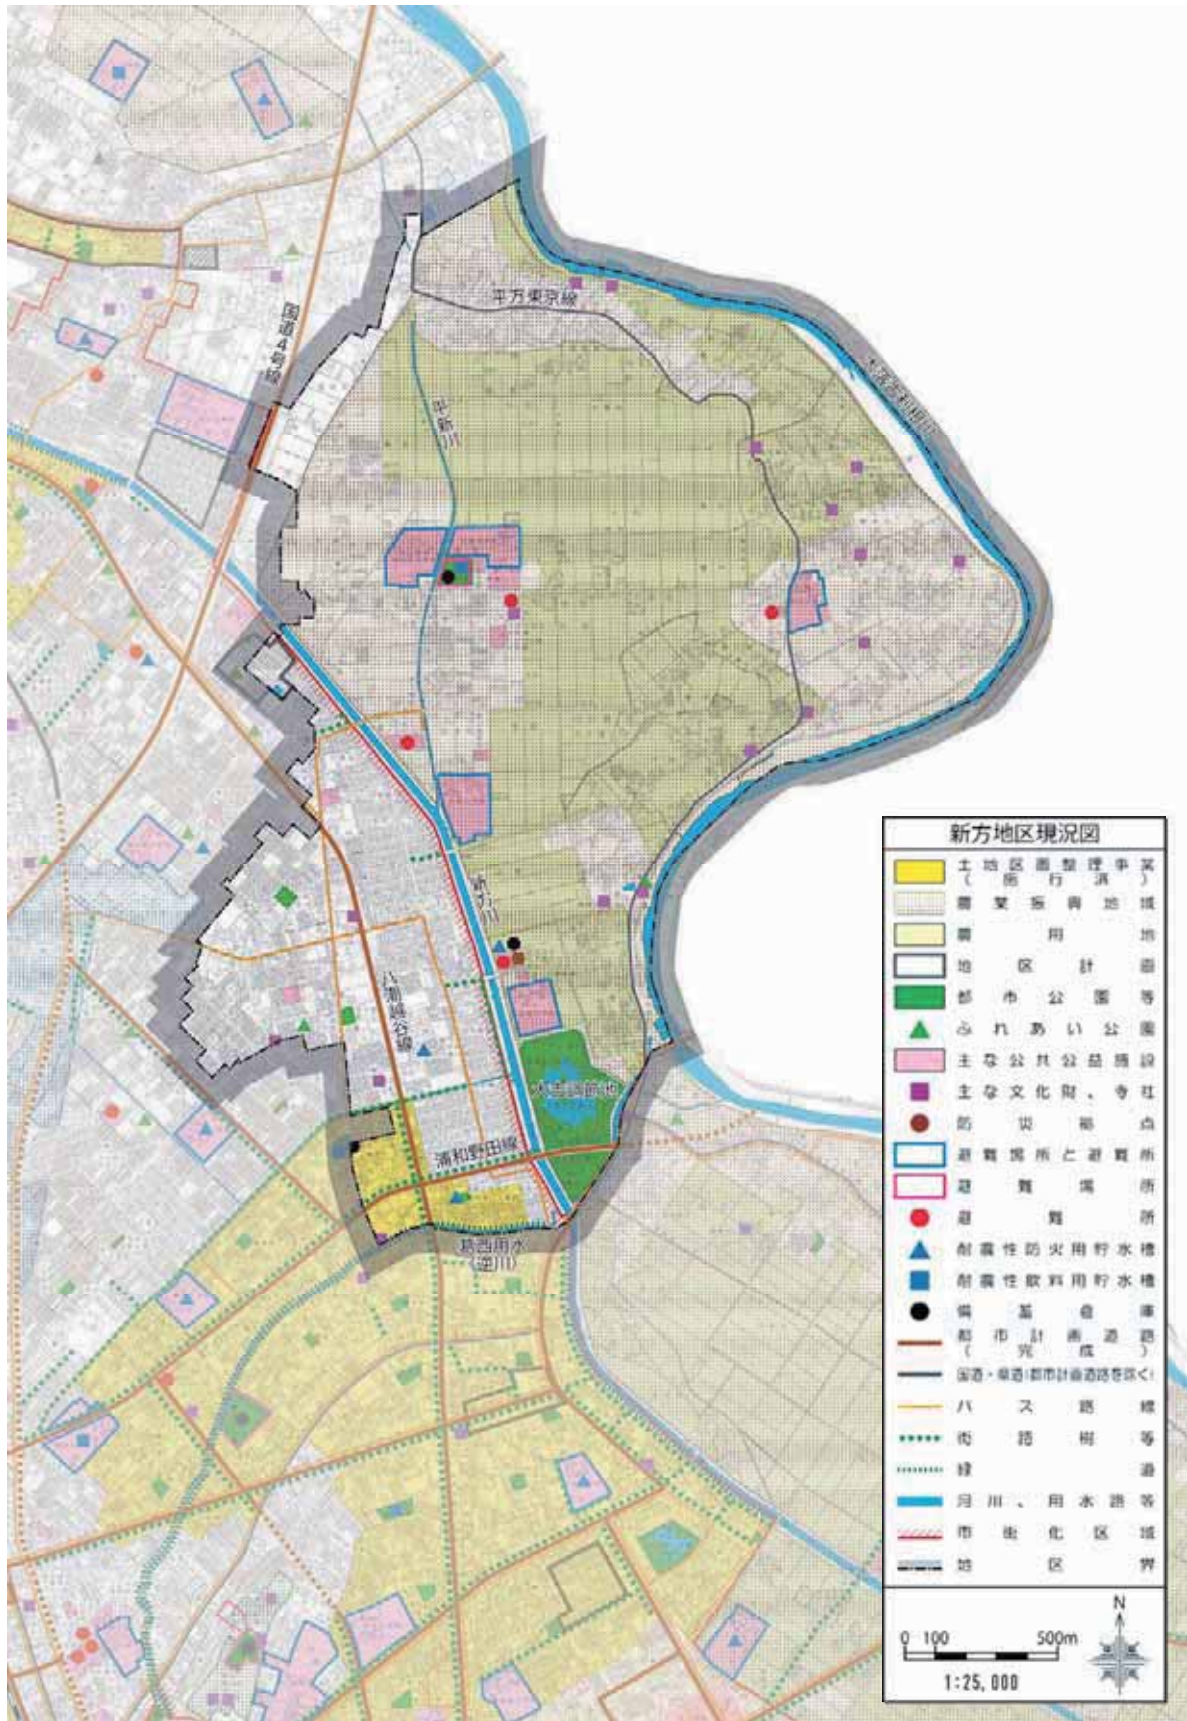 国道4号線
平方東京線
大落古利根川
平新川
新方川
八潮越谷線
大吉調節池
浦和野田線
葛西用水
(逆川)
新方地区現況図
土地区画整理事業
(施行済)
農業振興地域
農用地
地区計画
都市公園等
ふれあい公園
主な公共公益施設
主な文化財、寺社
防災拠点
避難場所と避難所
避難場所
避難所
耐震性防火用貯水槽
耐震性飲料用貯水槽
備蓄倉庫
都市計画道路
(完成)
国道・県道(都市計画道路を除く)
バス路線
街路樹等
緑道
河川、用水路等
市街化区域
地区界
N
0 100 500m
1:25,000